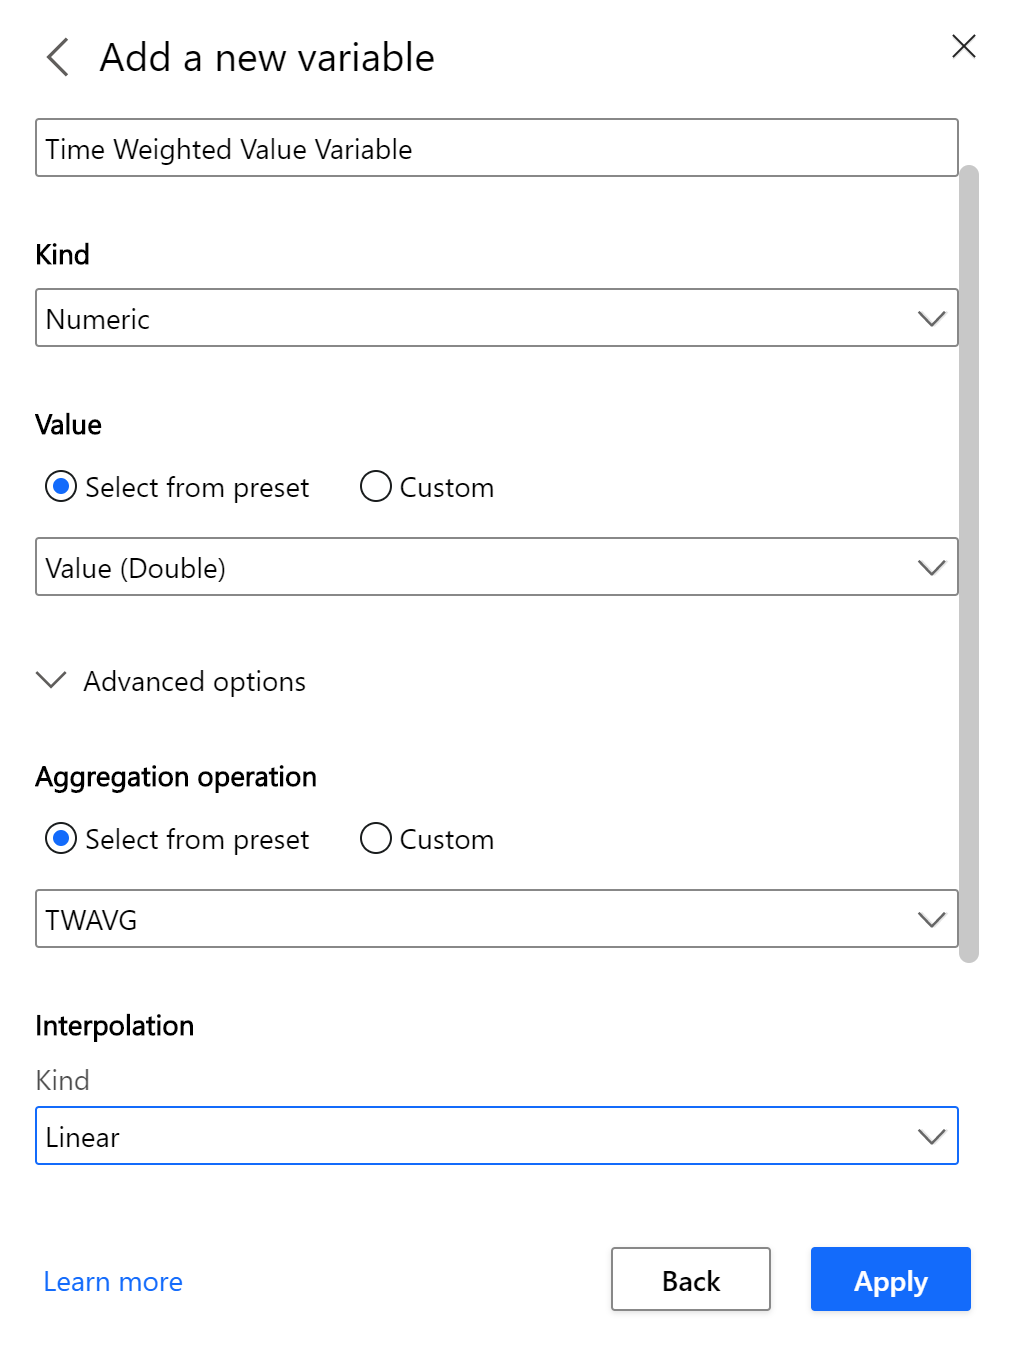 Add a new variable
Time Weighted Value Variable
Kind
Numeric
Value
Select from preset Custom
Value (Double)
Advanced options
Aggregation operation
Select from preset Custom
TWAVG
Interpolation
Kind
Linear
Learn more Back Apply